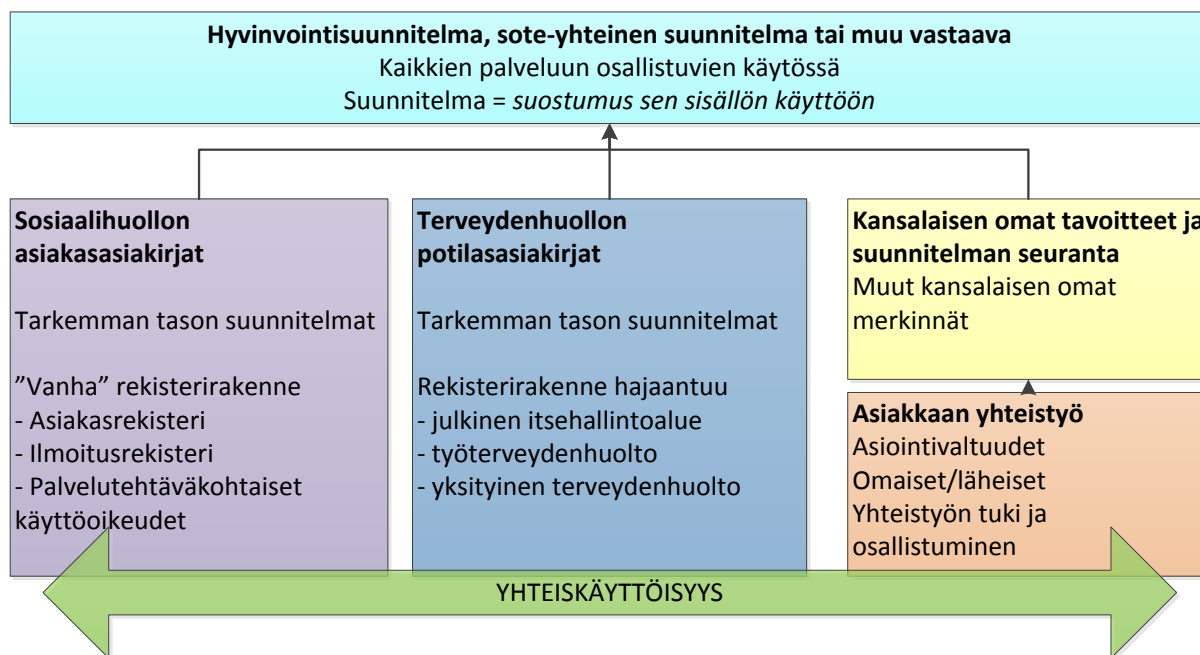 Hyvinvointisuunnitelma, sote-yhteinen suunnitelma tai muu vastaava
Kaikkien palveluun osallistuvien käytössä
Suunnitelma = suostumus sen sisällön käyttöön
Sosiaalihuollon
asiakasasiakirjat
Tarkemman tason suunnitelmat
”Vanha” rekisterirakenne
- Asiakasrekisteri
- Ilmoitusrekisteri
- Palvelutehtäväkohtaiset
käyttöoikeudet
Terveydenhuollon
potilasasiakirjat
Tarkemman tason suunnitelmat
Rekisterirakenne hajaantuu
- julkinen itsehallintoalue
- työterveydenhuolto
- yksityinen terveydenhuolto
Kansalaisen omat tavoitteet ja
suunnitelman seuranta
Muut kansalaisen omat
merkinnät
Asiakkaan yhteistyö
Asiointivaltuudet
Omaiset/läheiset
Yhteistyön tuki ja
osallistuminen
YHTEISKÄYTTÖISYYS